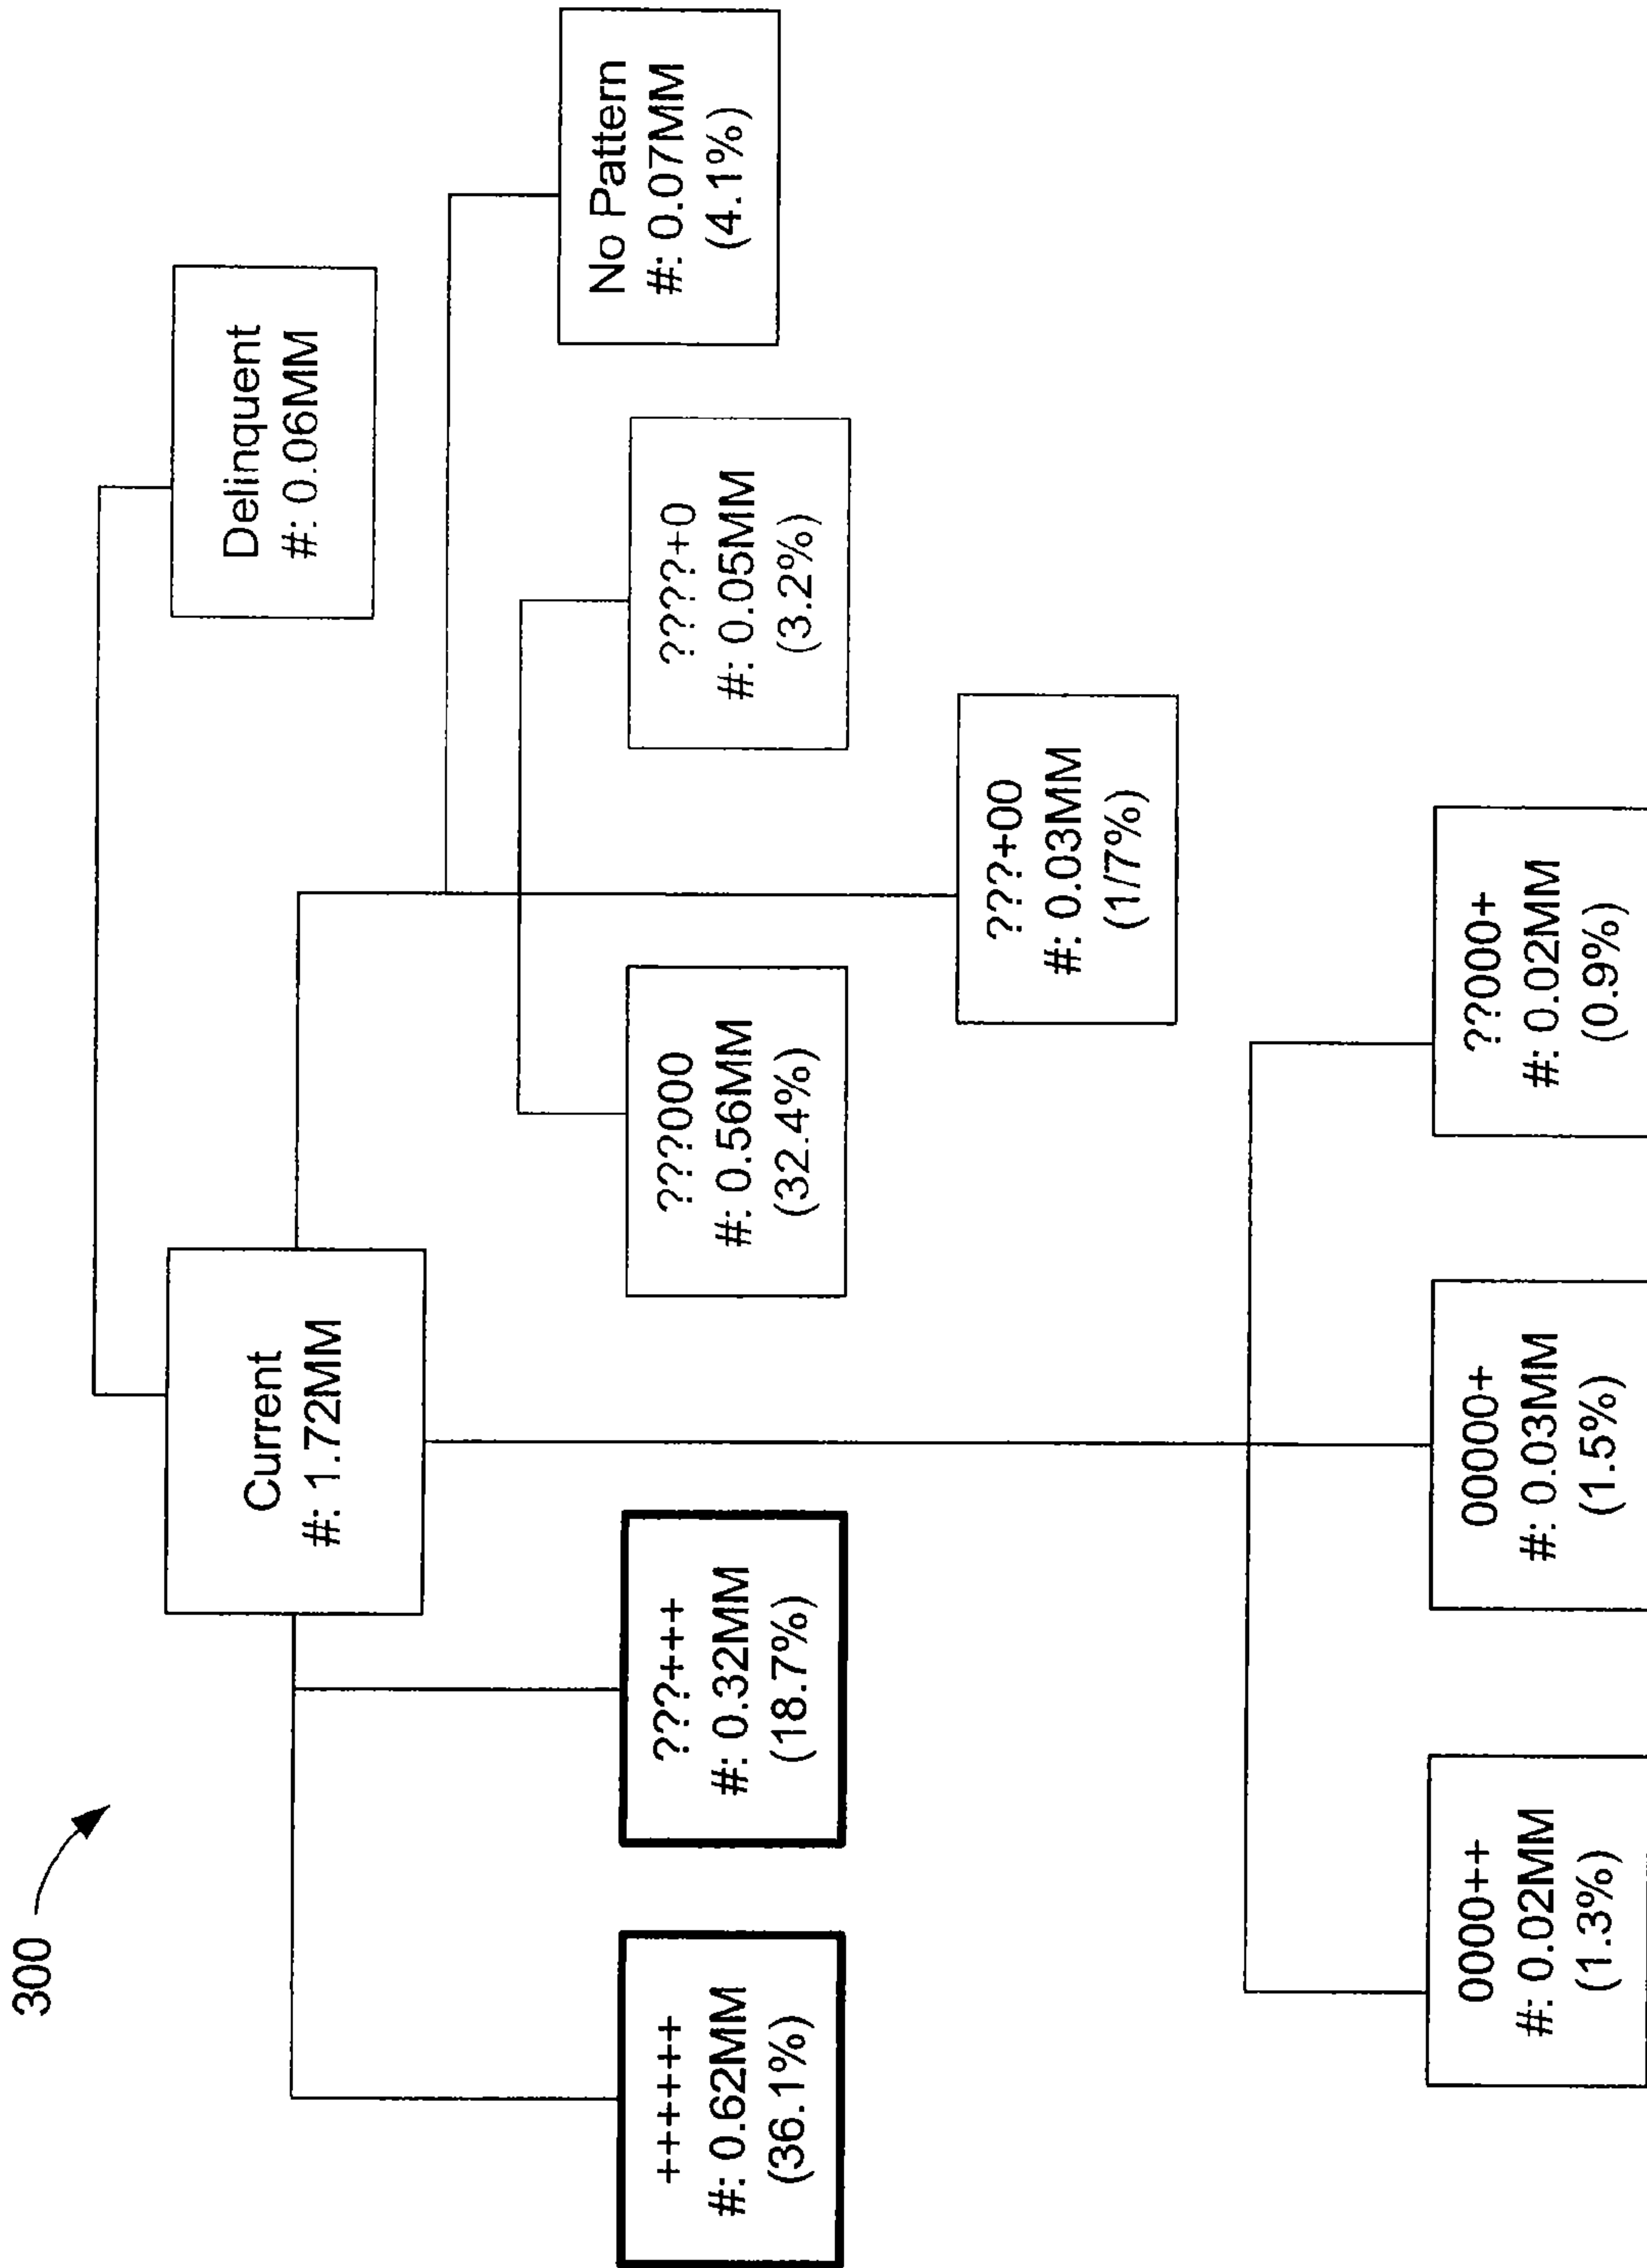 300
Current
#: 1.72MM
Delinquent
#: 0.06MM
++++++
#: 0.62MM
(36.1%)
???+++
#: 0.32MM
(18.7%)
???000
#: 0.56MM
(32.4%)
????+0
#: 0.05MM
(3.2%)
No Pattern
#: 0.07MM
(4.1%)
???+00
#: 0.03MM
(1/7%)
0000++
#: 0.02MM
(1.3%)
00000+
#: 0.03MM
(1.5%)
??000+
#: 0.02MM
(0.9%)